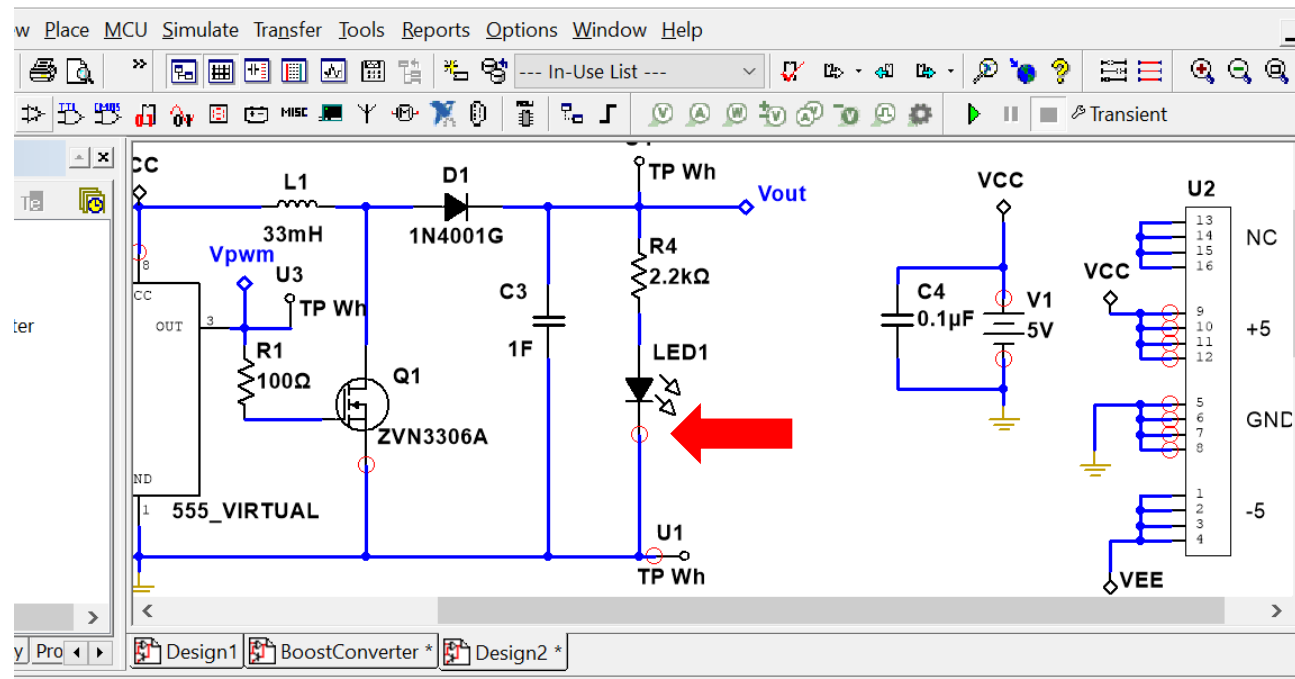 w Place MCU Simulate Transfer Tools Reports Options Window Help
» --- In-Use List ---
MISC Transient
Te
ter
CC
L1
33mH
D1
1N4001G
TP Wh
Vout
R4
2.2kΩ
Vpwm
U3
TP Wh
8
CC
OUT
3
R1
100Ω
Q1
ZVN3306A
C3
1F
LED1
ND
1
555_VIRTUAL
U1
TP Wh
VCC
C4
0.1µF
V1
5V
U2
13
14
15
16
NC
VCC
9
10
11
12
+5
5
6
7
8
GND
1
2
3
4
-5
VEE
y Pro Design1 BoostConverter * Design2 *